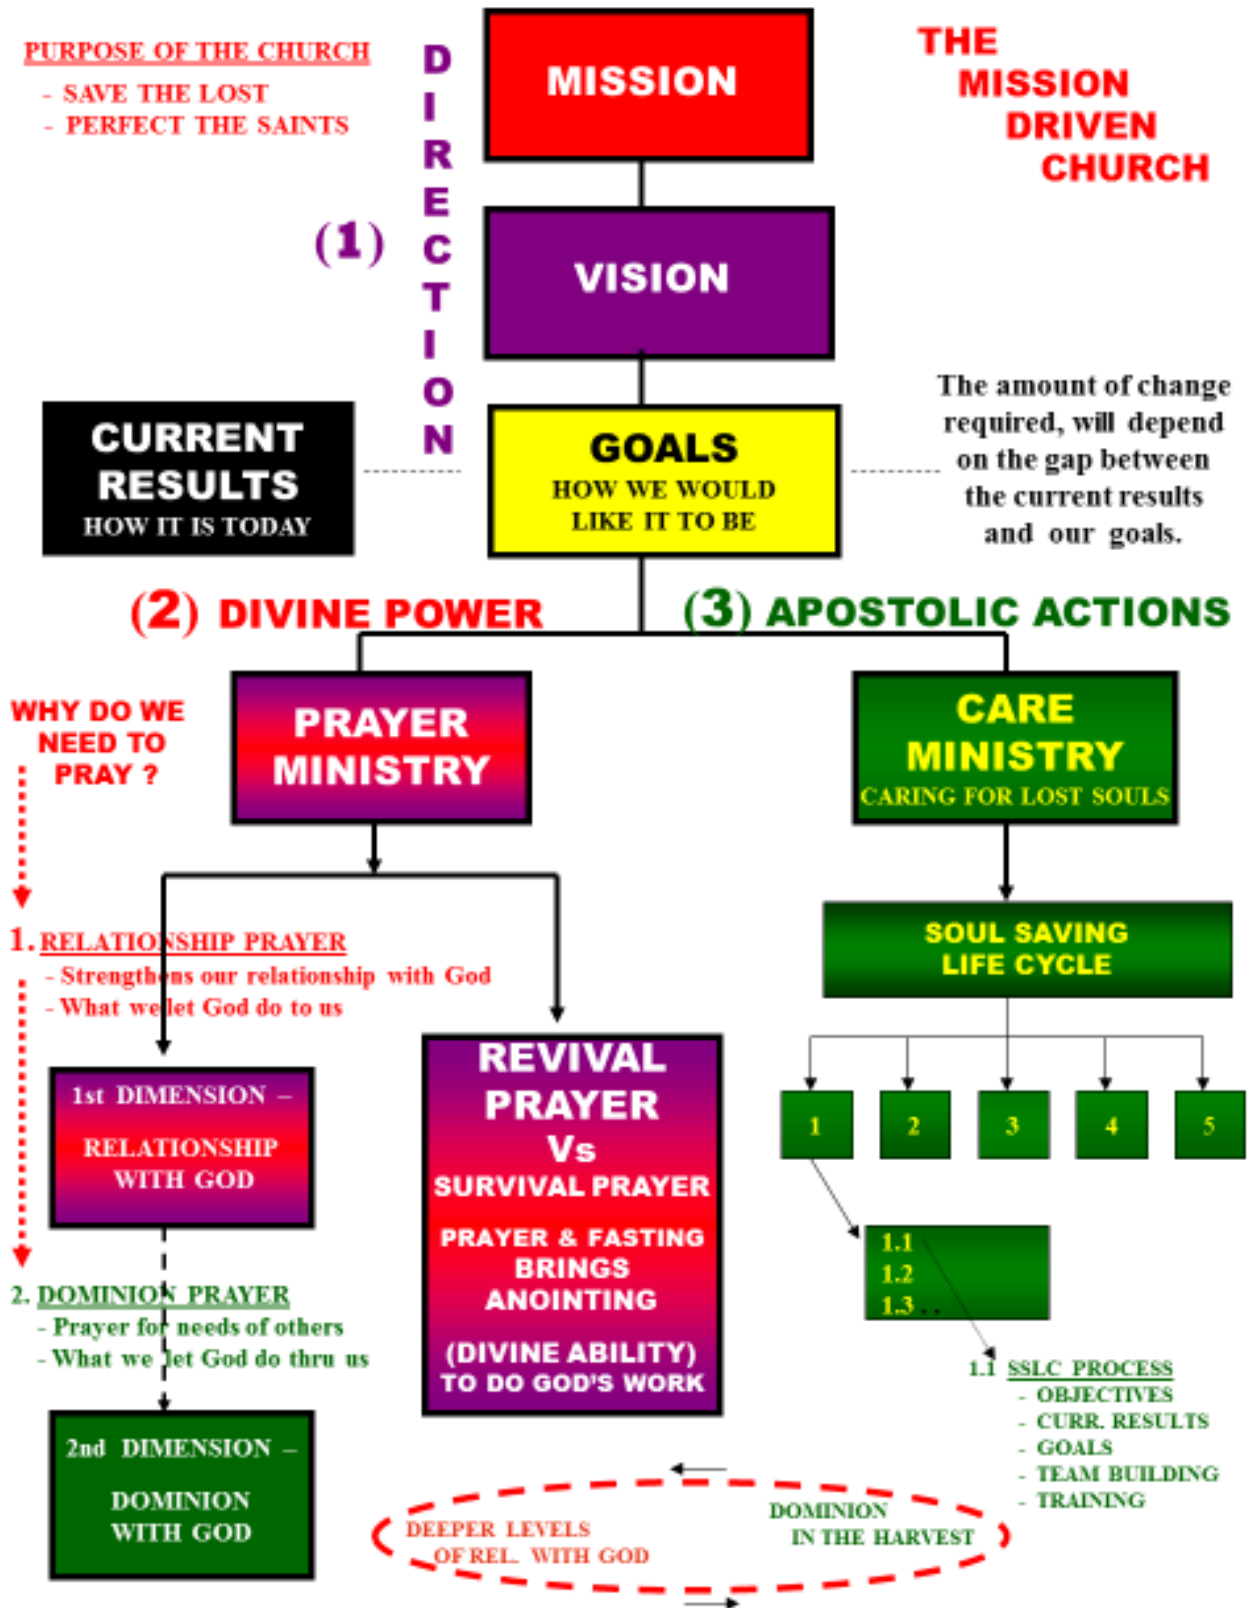 PURPOSE OF THE CHURCH
- SAVE THE LOST
- PERFECT THE SAINTS
DIRECTION
(1)
MISSION
THE
MISSION
DRIVEN
CHURCH
VISION
CURRENT
RESULTS
HOW IT IS TODAY
GOALS
HOW WE WOULD
LIKE IT TO BE
The amount of change
required, will depend
on the gap between
the current results
and our goals.
(2) DIVINE POWER
(3) APOSTOLIC ACTIONS
WHY DO WE
NEED TO
PRAY ?
PRAYER
MINISTRY
CARE
MINISTRY
CARING FOR LOST SOULS
1. RELATIONSHIP PRAYER
- Strengthens our relationship with God
- What we let God do to us
SOUL SAVING
LIFE CYCLE
1st DIMENSION –
RELATIONSHIP
WITH GOD
REVIVAL
PRAYER
Vs
SURVIVAL PRAYER
PRAYER & FASTING
BRINGS
ANOINTING
(DIVINE ABILITY)
TO DO GOD'S WORK
1
2
3
4
5
1.1
1.2
1.3 . .
2. DOMINION PRAYER
- Prayer for needs of others
- What we let God do thru us
2nd DIMENSION –
DOMINION
WITH GOD
1.1 SSLC PROCESS
- OBJECTIVES
- CURR. RESULTS
- GOALS
- TEAM BUILDING
- TRAINING
DEEPER LEVELS
OF REL. WITH GOD
DOMINION
IN THE HARVEST